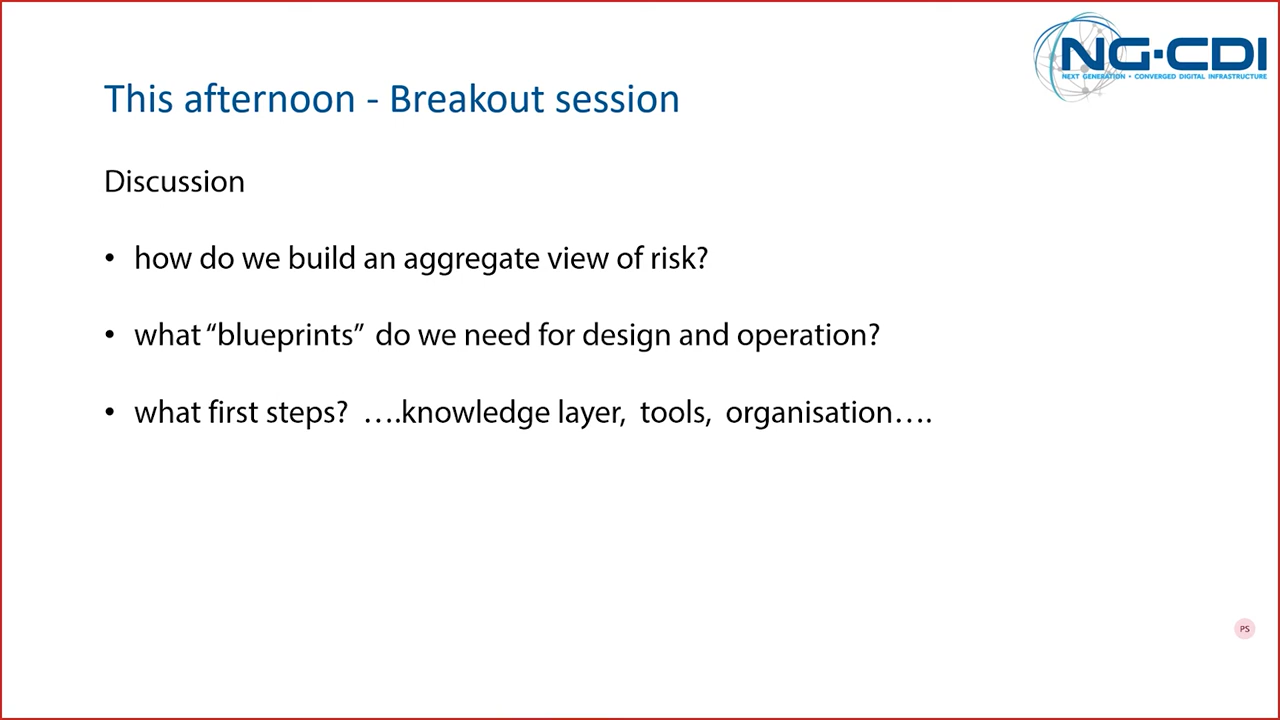 NG-CDI
NEXT GENERATION • CONVERGED DIGITAL INFRASTRUCTURE
This afternoon - Breakout session
Discussion
• how do we build an aggregate view of risk?
• what “blueprints” do we need for design and operation?
• what first steps? ….knowledge layer, tools, organisation….
PS